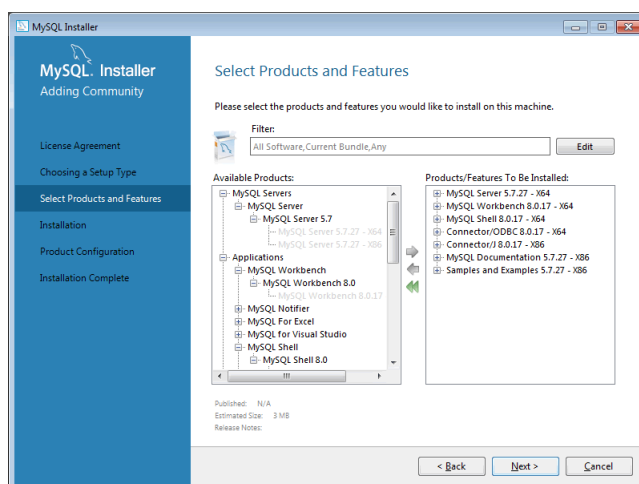 MySQL Installer
MySQL. Installer
Adding Community
License Agreement
Choosing a Setup Type
Select Products and Features
Installation
Product Configuration
Installation Complete
Select Products and Features
Please select the products and features you would like to install on this machine.
Filter:
All Software,Current Bundle,Any
Edit
Available Products:
MySQL Servers
MySQL Server
MySQL Server 5.7
MySQL Server 5.7.27 - X64
MySQL Server 5.7.27 - X86
Applications
MySQL Workbench
MySQL Workbench 8.0
MySQL Workbench 8.0.17
MySQL Notifier
MySQL For Excel
MySQL for Visual Studio
MySQL Shell
MySQL Shell 8.0
Products/Features To Be Installed:
MySQL Server 5.7.27 - X64
MySQL Workbench 8.0.17 - X64
MySQL Shell 8.0.17 - X64
Connector/ODBC 8.0.17 - X64
Connector/J 8.0.17 - X86
MySQL Documentation 5.7.27 - X86
Samples and Examples 5.7.27 - X86
Published: N/A
Estimated Size: 3 MB
Release Notes:
< Back
Next >
Cancel